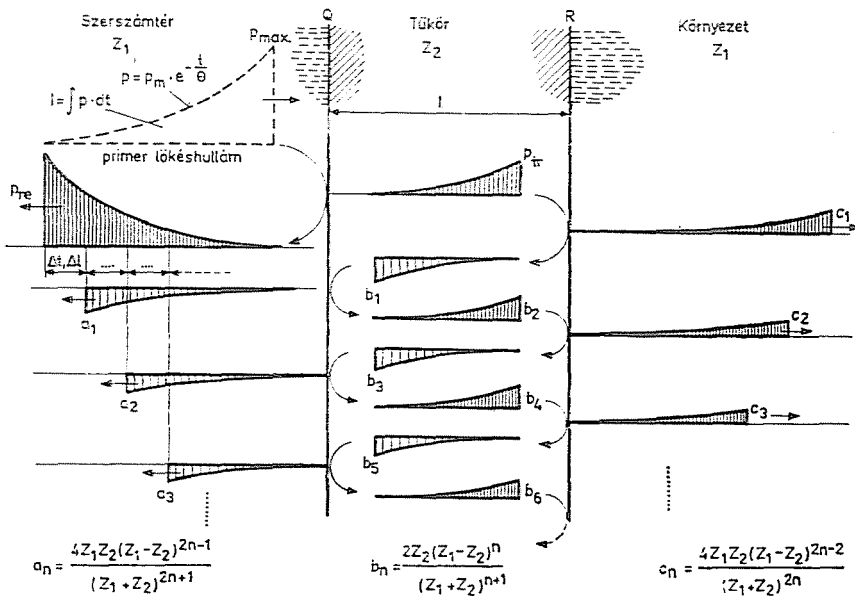 Szerszámtér
Z₁
Q
Tükör
Z₂
R
Környezet
Z₁
pmax.
p = pₘ · e^(-t/Θ)
I = ∫ p · dt
l
primer lökéshullám
p_re
Δt, Δl
p_tr
c₁
a₁
b₁
b₂
c₂
c₂
b₃
b₄
c₃
c₃
b₅
b₆
aₙ = 4Z₁Z₂(Z₁-Z₂)^(2n-1) / (Z₁+Z₂)^(2n+1)
bₙ = 2Z₂(Z₁-Z₂)^n / (Z₁+Z₂)^(n+1)
cₙ = 4Z₁Z₂(Z₁-Z₂)^(2n-2) / (Z₁+Z₂)^(2n)